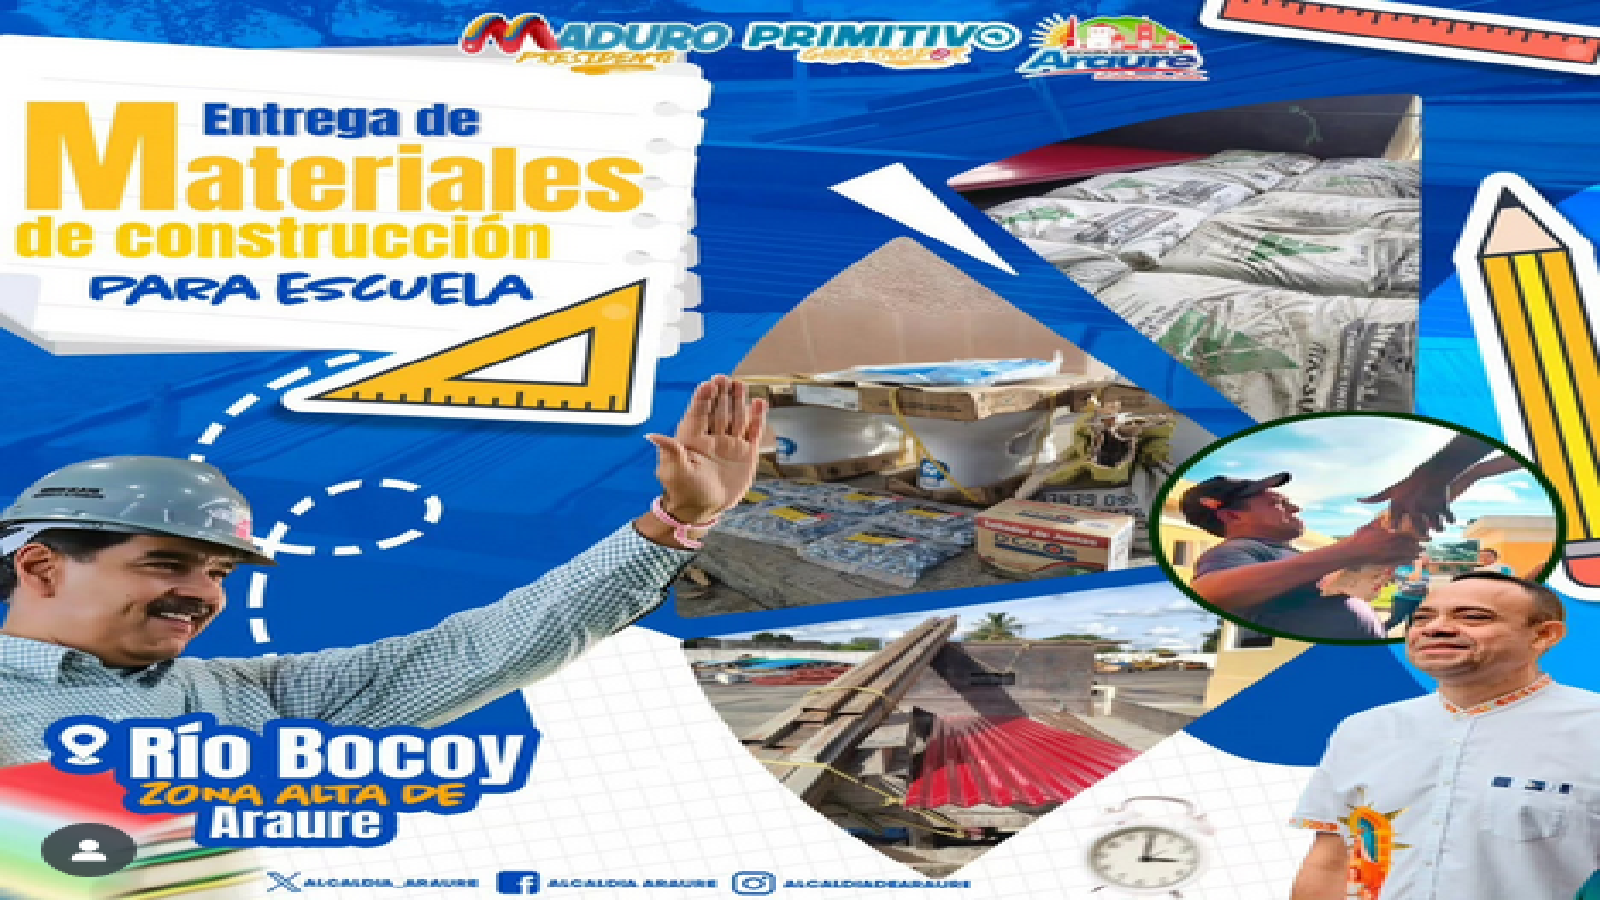 MADURO PRIMITIVO
PRESIDENTE GOBERNADOR
Araure
Entrega de
Materiales
de construcción
PARA ESCUELA
Río Bocoy
ZONA ALTA DE
Araure
ALCALDIA_ARAURE ALCALDIA ARAURE ALCALDIADEARAURE